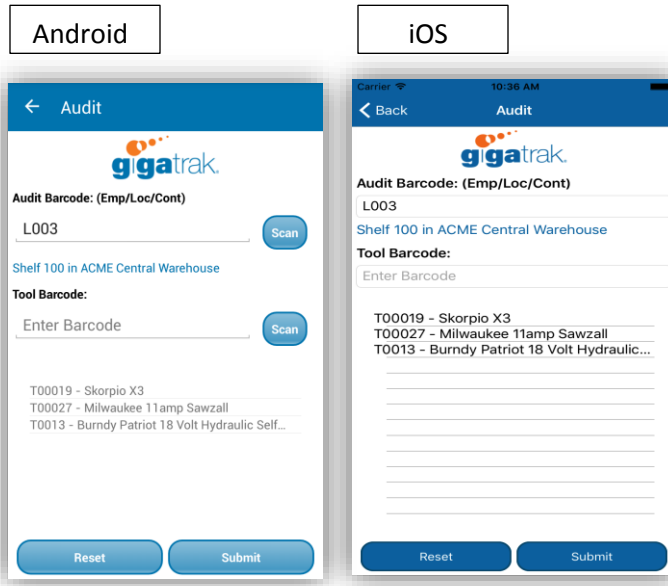 Android
Audit
gigatrak.
Audit Barcode: (Emp/Loc/Cont)
L003
Scan
Shelf 100 in ACME Central Warehouse
Tool Barcode:
Enter Barcode
Scan
T00019 - Skorpio X3
T00027 - Milwaukee 11amp Sawzall
T0013 - Burndy Patriot 18 Volt Hydraulic Self...
Reset
Submit
iOS
Carrier
10:36 AM
Back
Audit
gigatrak.
Audit Barcode: (Emp/Loc/Cont)
L003
Shelf 100 in ACME Central Warehouse
Tool Barcode:
Enter Barcode
T00019 - Skorpio X3
T00027 - Milwaukee 11amp Sawzall
T0013 - Burndy Patriot 18 Volt Hydraulic...
Reset
Submit